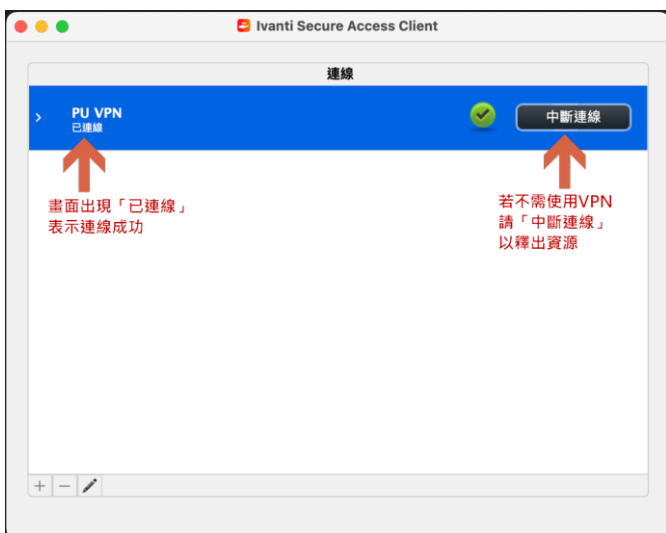 Ivanti Secure Access Client
連線
PU VPN
已連線
中斷連線
畫面出現「已連線」
表示連線成功
若不需使用VPN
請「中斷連線」
以釋出資源